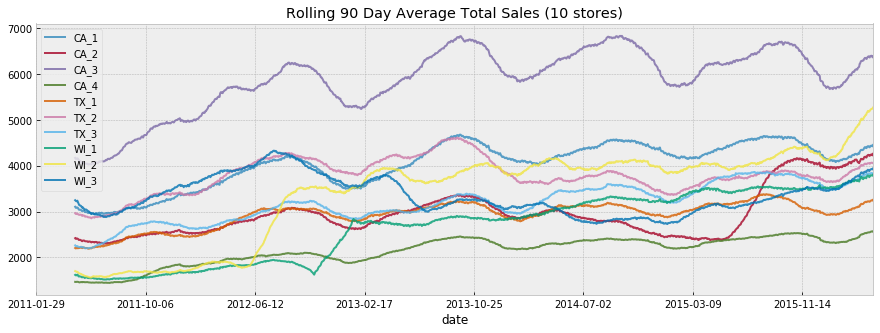 Rolling 90 Day Average Total Sales (10 stores)
7000
6000
5000
4000
3000
2000
CA_1
CA_2
CA_3
CA_4
TX_1
TX_2
TX_3
WI_1
WI_2
WI_3
2011-01-29 2011-10-06 2012-06-12 2013-02-17 2013-10-25 2014-07-02 2015-03-09 2015-11-14
date